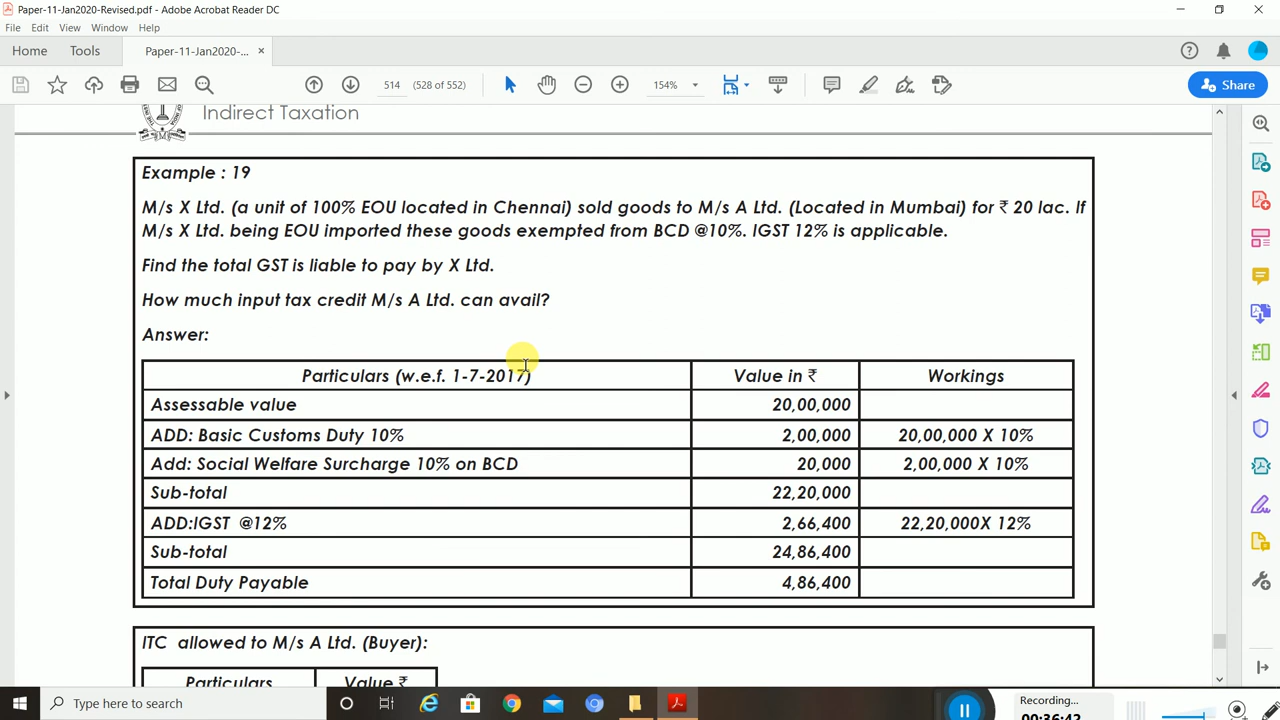 Paper-11-Jan2020-Revised.pdf - Adobe Acrobat Reader DC
File Edit View Window Help
Home Tools Paper-11-Jan2020-... ×
514 (528 of 552) 154% Share
Indirect Taxation
Example : 19
M/s X Ltd. (a unit of 100% EOU located in Chennai) sold goods to M/s A Ltd. (Located in Mumbai) for ₹ 20 lac. If
M/s X Ltd. being EOU imported these goods exempted from BCD @10%. IGST 12% is applicable.
Find the total GST is liable to pay by X Ltd.
How much input tax credit M/s A Ltd. can avail?
Answer:
Particulars (w.e.f. 1-7-2017) Value in ₹ Workings
Assessable value 20,00,000
ADD: Basic Customs Duty 10% 2,00,000 20,00,000 X 10%
Add: Social Welfare Surcharge 10% on BCD 20,000 2,00,000 X 10%
Sub-total 22,20,000
ADD:IGST @12% 2,66,400 22,20,000X 12%
Sub-total 24,86,400
Total Duty Payable 4,86,400
ITC allowed to M/s A Ltd. (Buyer):
Particulars Value ₹
Type here to search
Recording...
00:36:42